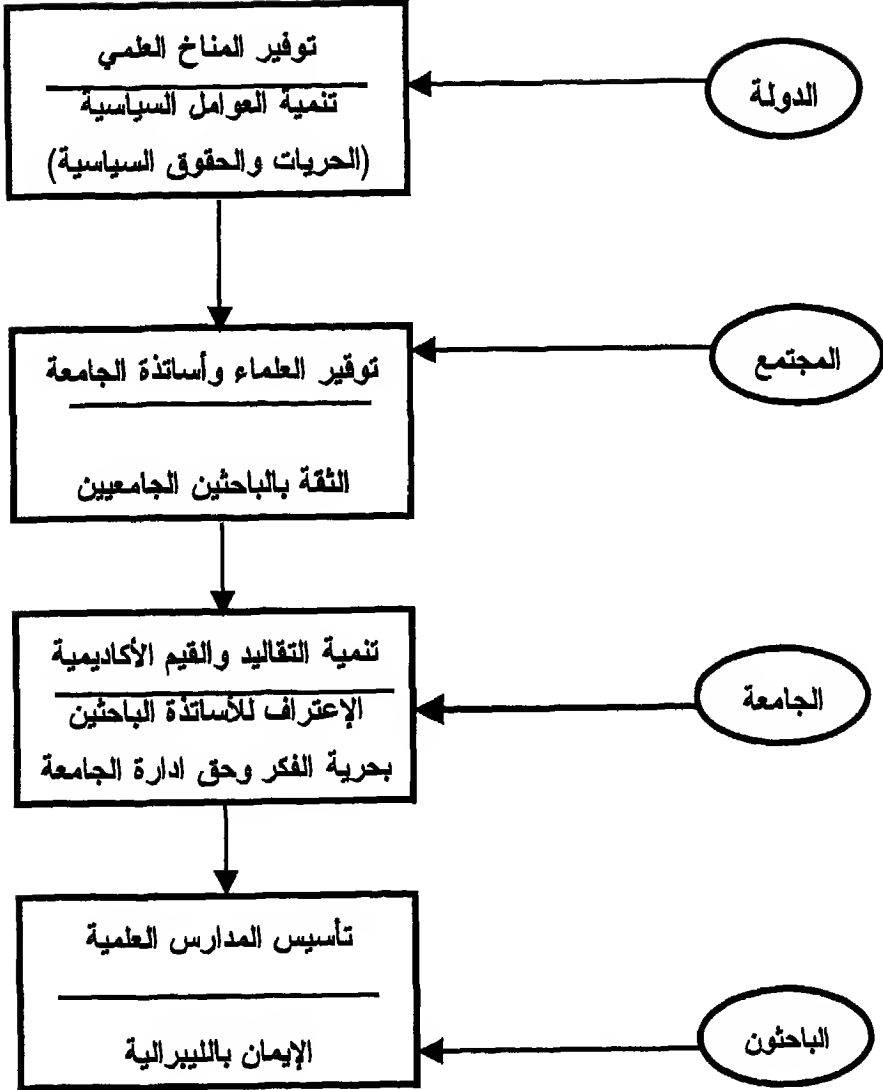 توفير المناخ العلمي
الدولة
تنمية العوامل السياسية
(الحريات والحقوق السياسية)
المجتمع
توقير العلماء وأساتذة الجامعة
الثقة بالباحثين الجامعيين
تنمية التقاليد والقيم الأكاديمية
الجامعة
الإعتراف للأساتذة الباحثين
بحرية الفكر وحق ادارة الجامعة
تأسيس المدارس العلمية
الباحثون
الإيمان بالليبرالية